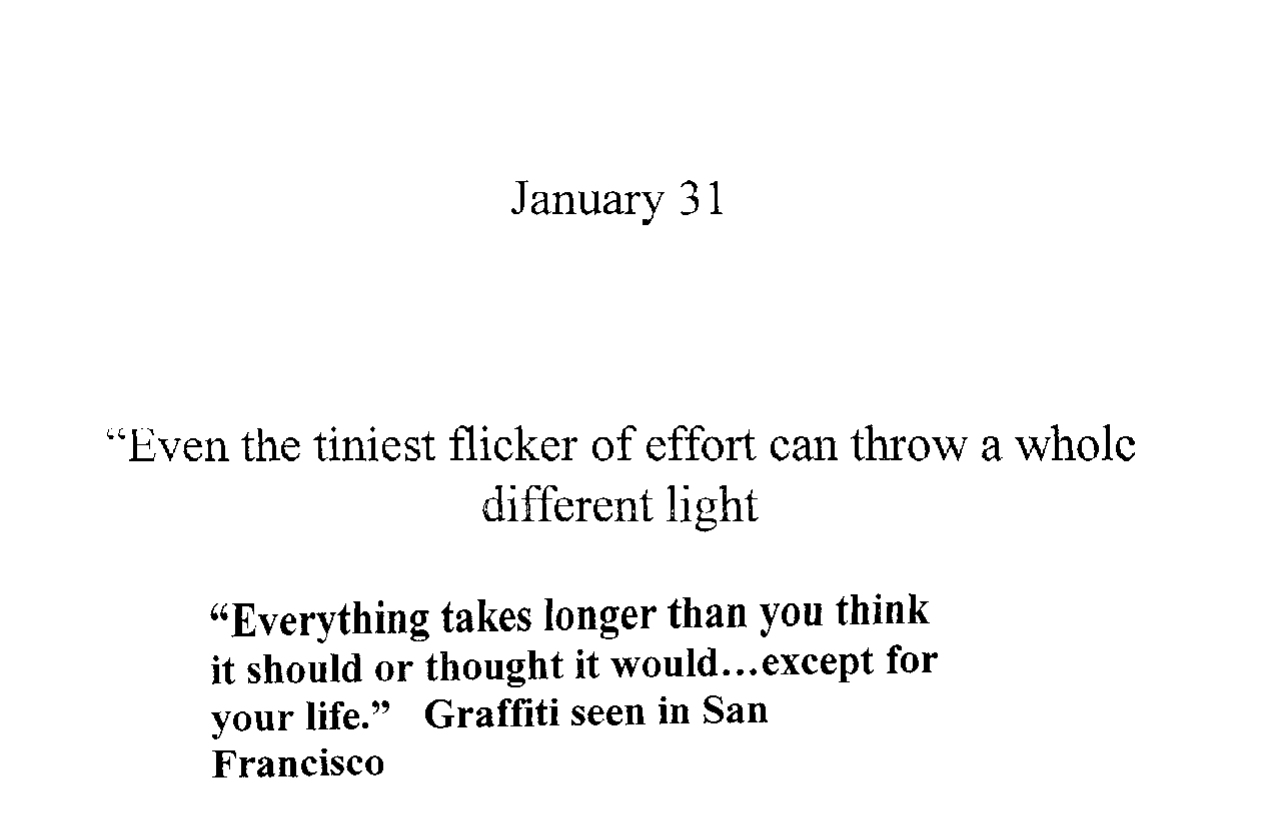 January 31
“Even the tiniest flicker of effort can throw a whole
different light
“Everything takes longer than you think
it should or thought it would...except for
your life.” Graffiti seen in San
Francisco